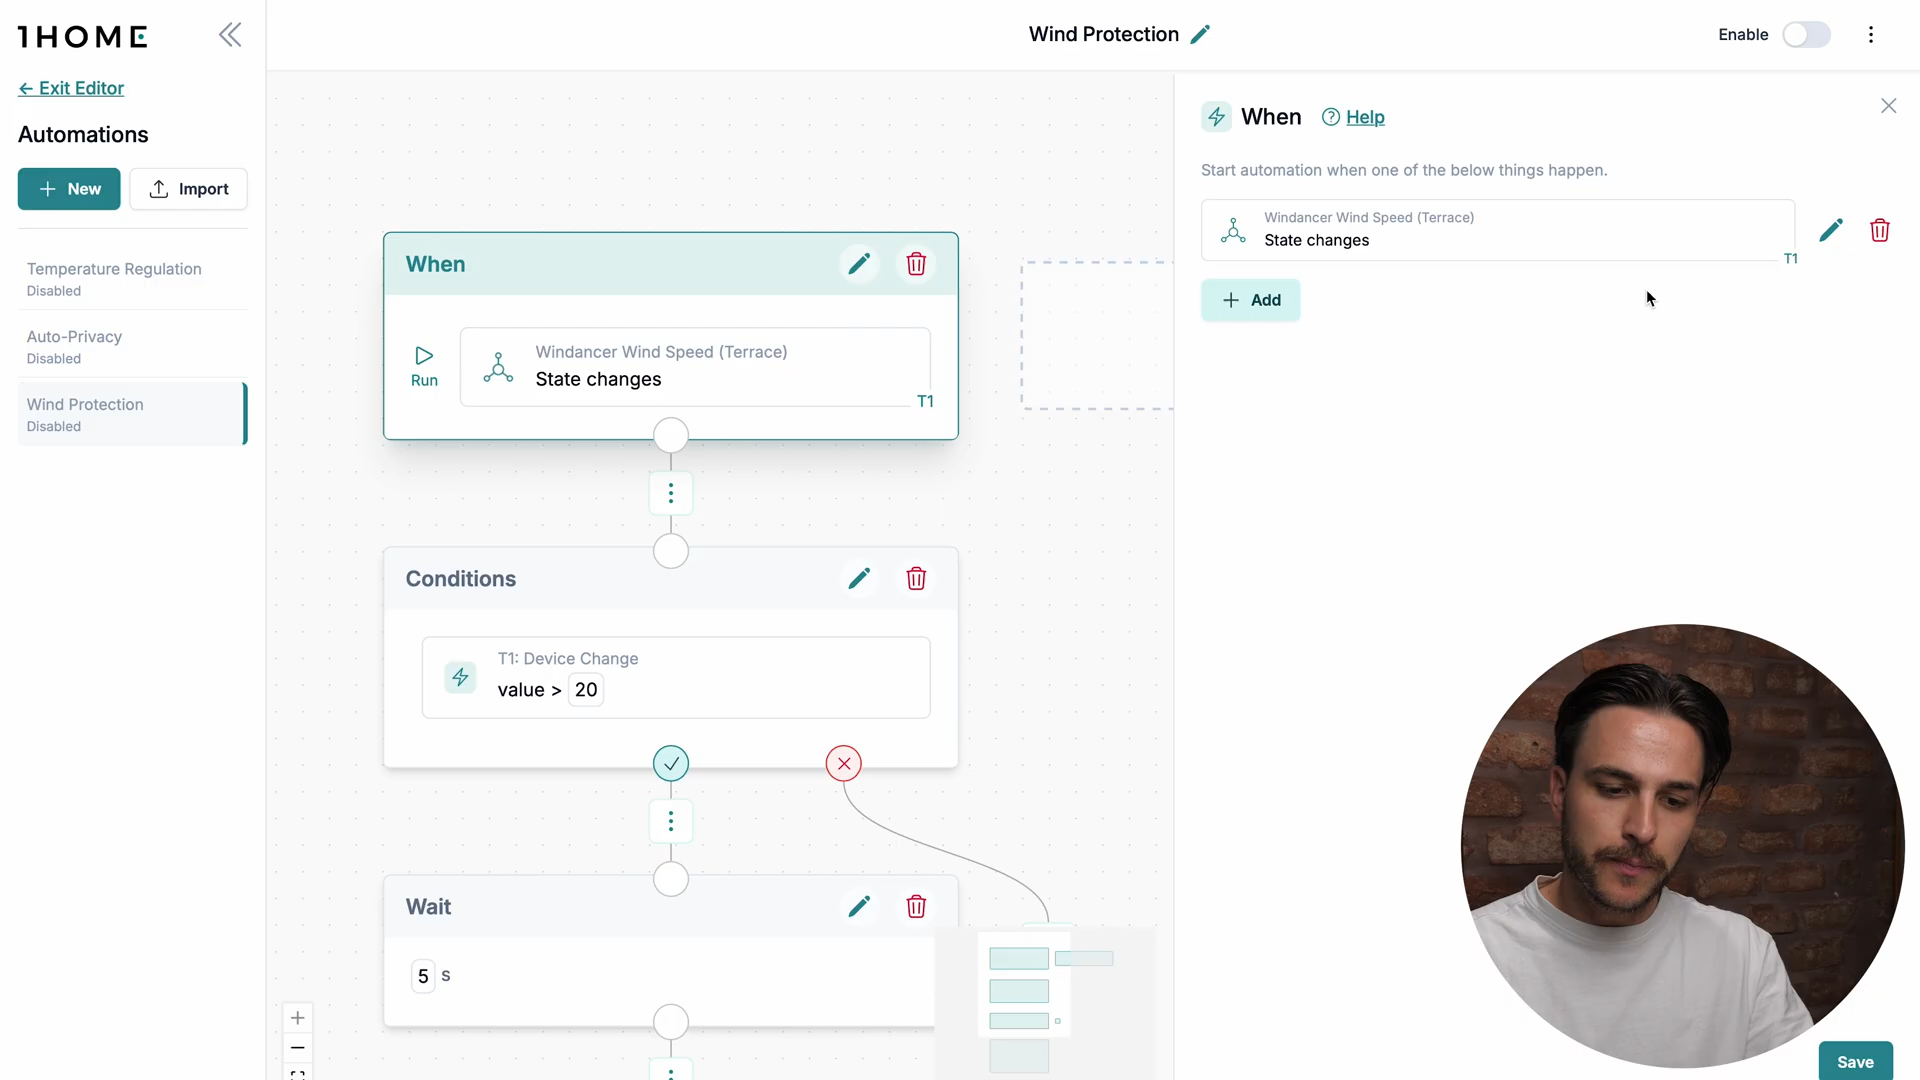 1HOME
← Exit Editor
Automations
+ New
Import
Temperature Regulation
Disabled
Auto-Privacy
Disabled
Wind Protection
Disabled
Wind Protection
Enable
When
Run
Windancer Wind Speed (Terrace)
State changes
T1
Conditions
T1: Device Change
value > 20
Wait
5 s
When
? Help
Start automation when one of the below things happen.
Windancer Wind Speed (Terrace)
State changes
T1
+ Add
Save